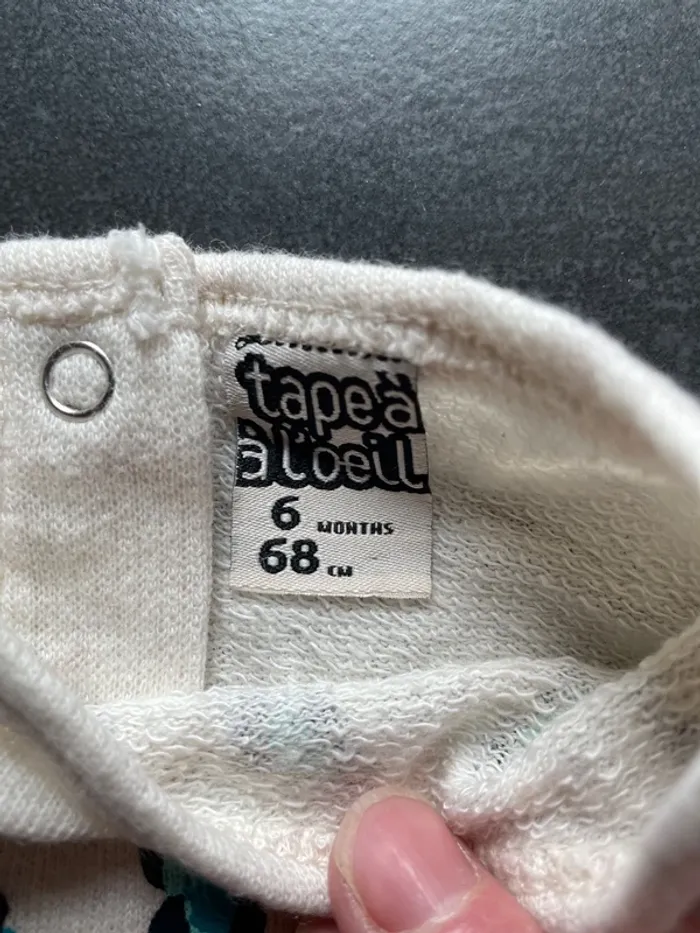 tape à
à l'oeil
6 MONTHS
68 CM